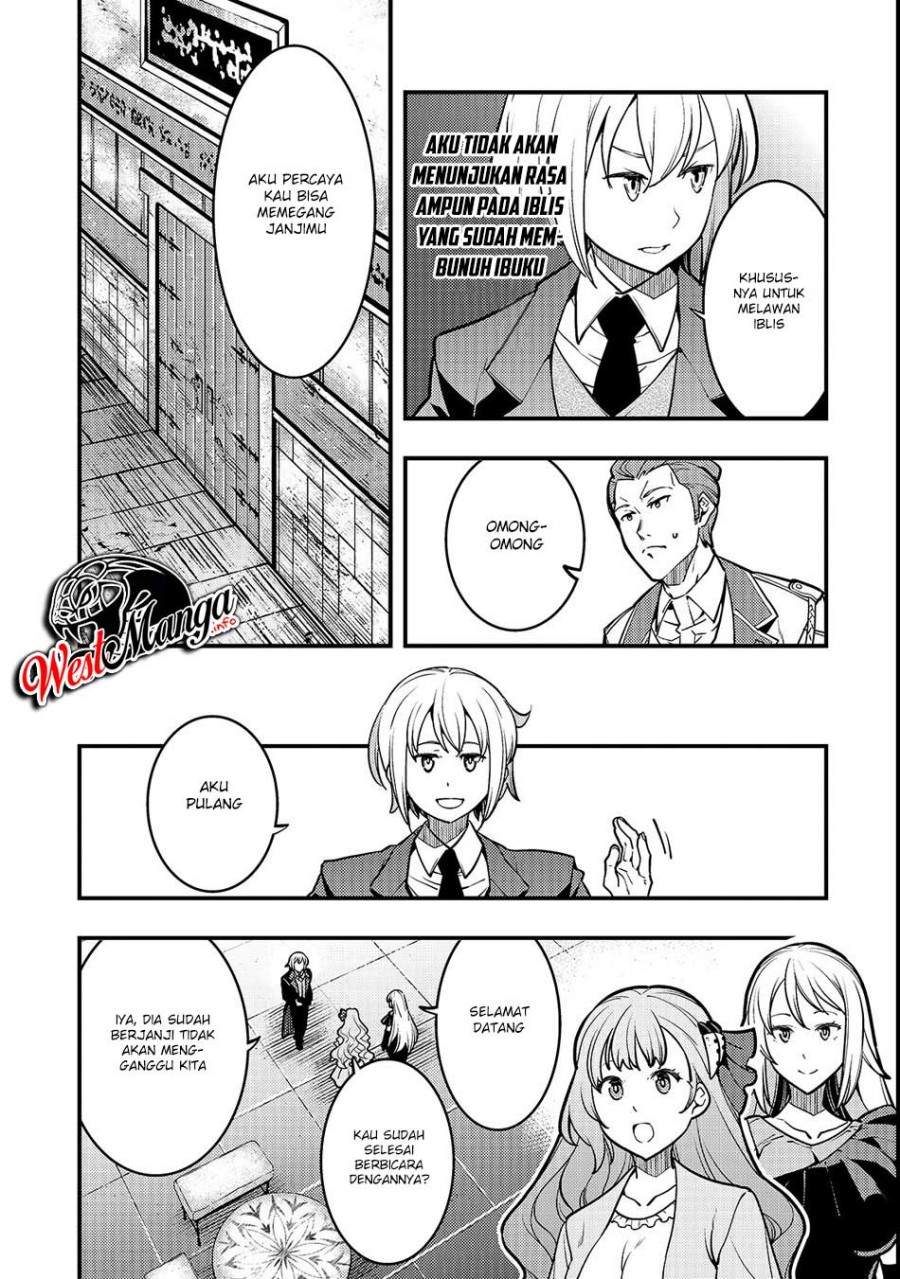 KHUSUS-
NYA UNTUK
MELAWAN
IBLIS
AKU TIDAK AKAN
MENUNJUKAN RASA
AMPUN PADA IBLIS
YANG SUDAH MEM-
BUNUH IBUKU
OMONG-
OMONG
AKU PERCAYA
KAU BISA
MEMEGANG
JANJIMU
WestManga
.info
AKU
PULANG
SELAMAT
DATANG
KAU SUDAH
SELESAI
BERBICARA
DENGANNYA?
IYA, DIA SUDAH
BERJANJI TIDAK
AKAN MENG-
GANGGU KITA